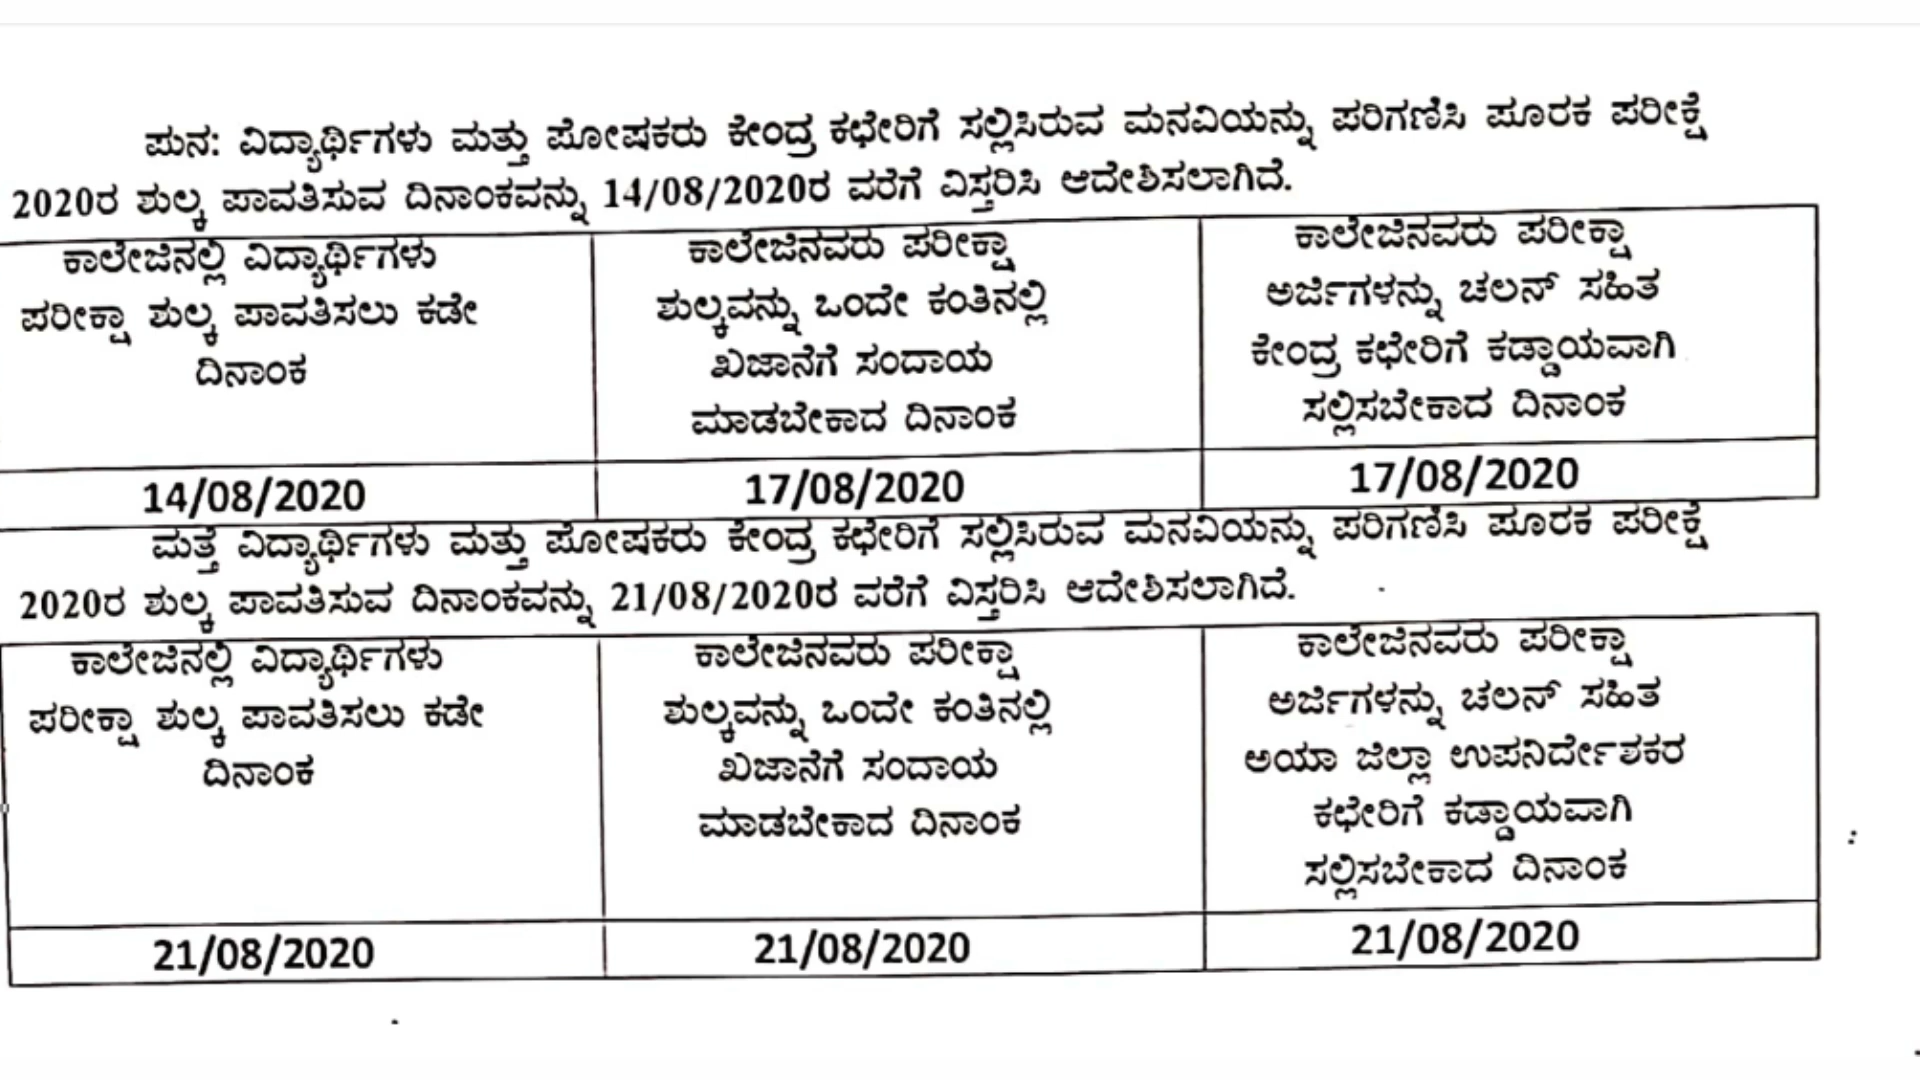 ಪುನ: ವಿದ್ಯಾರ್ಥಿಗಳು ಮತ್ತು ಪೋಷಕರು ಕೇಂದ್ರ ಕಛೇರಿಗೆ ಸಲ್ಲಿಸಿರುವ ಮನವಿಯನ್ನು ಪರಿಗಣಿಸಿ ಪೂರಕ ಪರೀಕ್ಷೆ
2020ರ ಶುಲ್ಕ ಪಾವತಿಸುವ ದಿನಾಂಕವನ್ನು 14/08/2020ರ ವರೆಗೆ ವಿಸ್ತರಿಸಿ ಆದೇಶಿಸಲಾಗಿದೆ.
ಕಾಲೇಜಿನಲ್ಲಿ ವಿದ್ಯಾರ್ಥಿಗಳು
ಪರೀಕ್ಷಾ ಶುಲ್ಕ ಪಾವತಿಸಲು ಕಡೇ
ದಿನಾಂಕ
ಕಾಲೇಜಿನವರು ಪರೀಕ್ಷಾ
ಶುಲ್ಕವನ್ನು ಒಂದೇ ಕಂತಿನಲ್ಲಿ
ಖಜಾನೆಗೆ ಸಂದಾಯ
ಮಾಡಬೇಕಾದ ದಿನಾಂಕ
ಕಾಲೇಜಿನವರು ಪರೀಕ್ಷಾ
ಅರ್ಜಿಗಳನ್ನು ಚಲನ್ ಸಹಿತ
ಕೇಂದ್ರ ಕಛೇರಿಗೆ ಕಡ್ಡಾಯವಾಗಿ
ಸಲ್ಲಿಸಬೇಕಾದ ದಿನಾಂಕ
14/08/2020
17/08/2020
17/08/2020
ಮತ್ತೆ ವಿದ್ಯಾರ್ಥಿಗಳು ಮತ್ತು ಪೋಷಕರು ಕೇಂದ್ರ ಕಛೇರಿಗೆ ಸಲ್ಲಿಸಿರುವ ಮನವಿಯನ್ನು ಪರಿಗಣಿಸಿ ಪೂರಕ ಪರೀಕ್ಷೆ
2020ರ ಶುಲ್ಕ ಪಾವತಿಸುವ ದಿನಾಂಕವನ್ನು 21/08/2020ರ ವರೆಗೆ ವಿಸ್ತರಿಸಿ ಆದೇಶಿಸಲಾಗಿದೆ.
ಕಾಲೇಜಿನಲ್ಲಿ ವಿದ್ಯಾರ್ಥಿಗಳು
ಪರೀಕ್ಷಾ ಶುಲ್ಕ ಪಾವತಿಸಲು ಕಡೇ
ದಿನಾಂಕ
ಕಾಲೇಜಿನವರು ಪರೀಕ್ಷಾ
ಶುಲ್ಕವನ್ನು ಒಂದೇ ಕಂತಿನಲ್ಲಿ
ಖಜಾನೆಗೆ ಸಂದಾಯ
ಮಾಡಬೇಕಾದ ದಿನಾಂಕ
ಕಾಲೇಜಿನವರು ಪರೀಕ್ಷಾ
ಅರ್ಜಿಗಳನ್ನು ಚಲನ್ ಸಹಿತ
ಅಯಾ ಜಿಲ್ಲಾ ಉಪನಿರ್ದೇಶಕರ
ಕಛೇರಿಗೆ ಕಡ್ಡಾಯವಾಗಿ
ಸಲ್ಲಿಸಬೇಕಾದ ದಿನಾಂಕ
21/08/2020
21/08/2020
21/08/2020